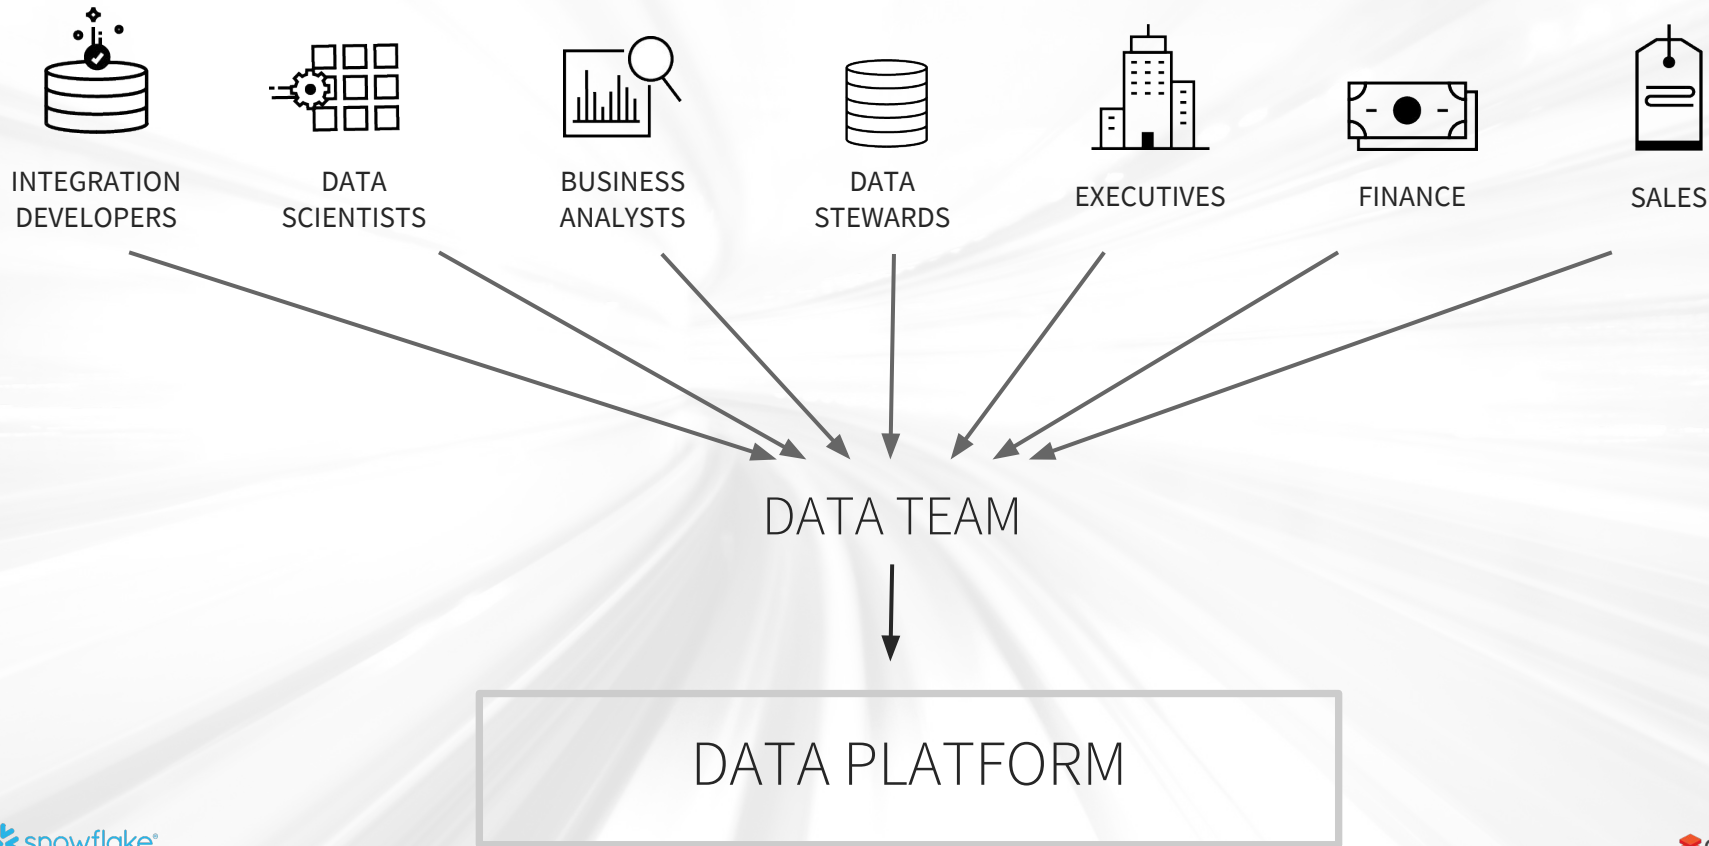 INTEGRATION
DEVELOPERS
DATA
SCIENTISTS
BUSINESS
ANALYSTS
DATA
STEWARDS
EXECUTIVES
FINANCE
SALES
DATA TEAM
DATA PLATFORM
snowflake®